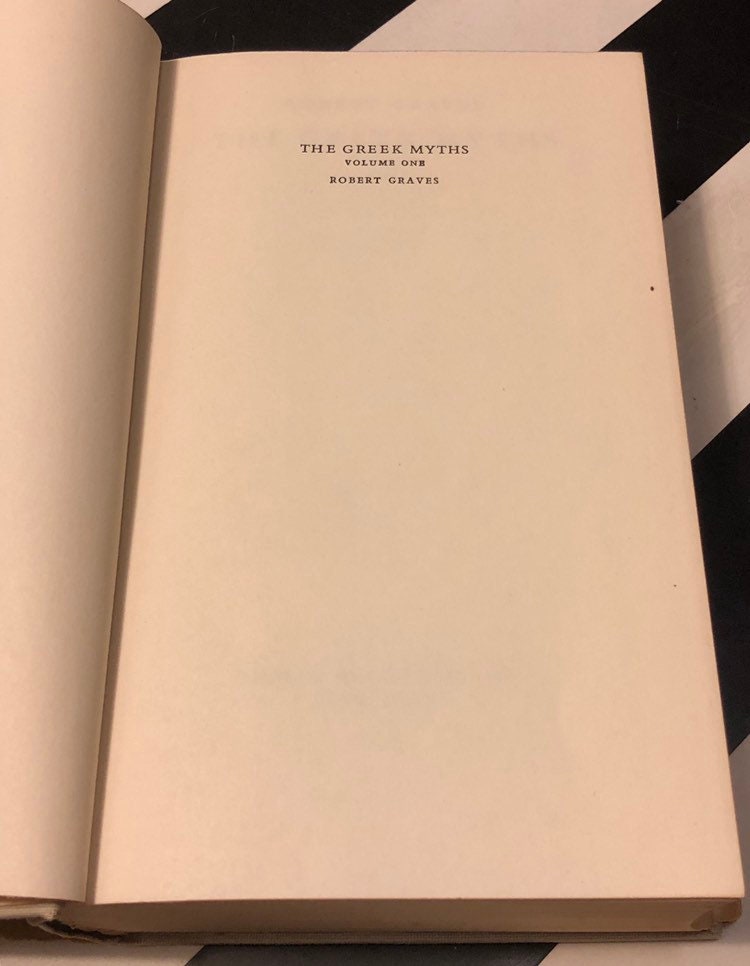 THE GREEK MYTHS
VOLUME ONE
ROBERT GRAVES